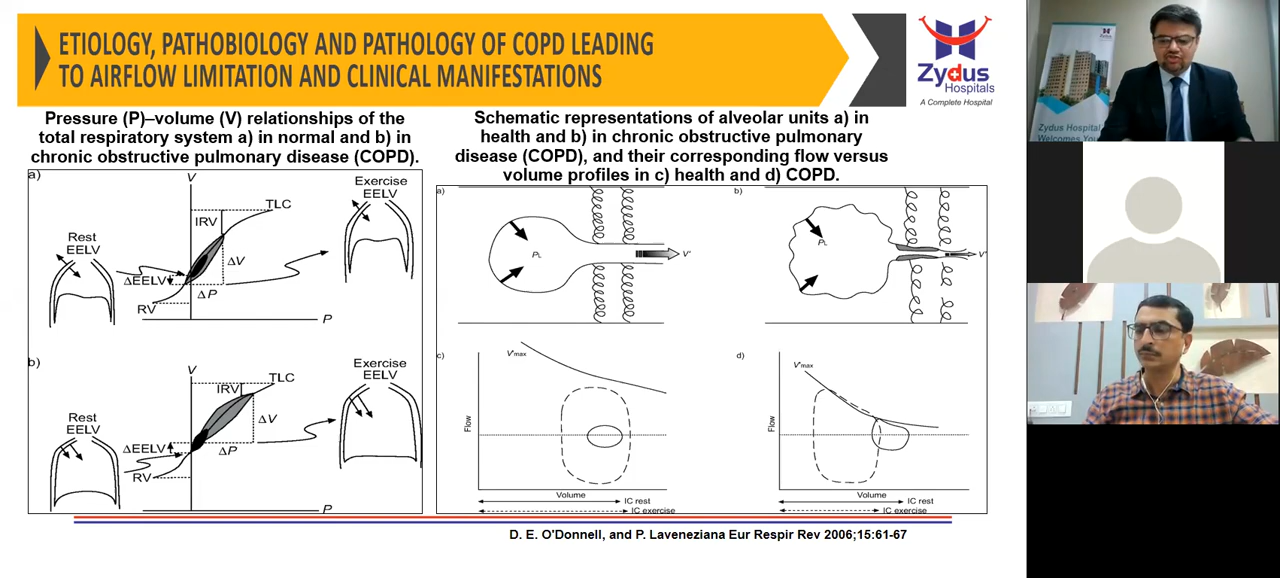 ETIOLOGY, PATHOBIOLOGY AND PATHOLOGY OF COPD LEADING
TO AIRFLOW LIMITATION AND CLINICAL MANIFESTATIONS
Zydus
Hospitals
A Complete Hospital
Pressure (P)–volume (V) relationships of the
total respiratory system a) in normal and b) in
chronic obstructive pulmonary disease (COPD).
a)
V
Exercise
EELV
TLC
IRV
Rest
EELV
ΔV
ΔEELV
ΔP
RV
P
b)
V
Exercise
EELV
TLC
IRV
Rest
EELV
ΔV
ΔEELV
ΔP
RV
P
Schematic representations of alveolar units a) in
health and b) in chronic obstructive pulmonary
disease (COPD), and their corresponding flow versus
volume profiles in c) health and d) COPD.
a)
PL
V'
b)
PL
V'
c)
V'max
Flow
Volume
IC rest
IC exercise
d)
V'max
Flow
Volume
IC rest
IC exercise
D. E. O'Donnell, and P. Laveneziana Eur Respir Rev 2006;15:61-67
Zydus Hospital
Welcomes You